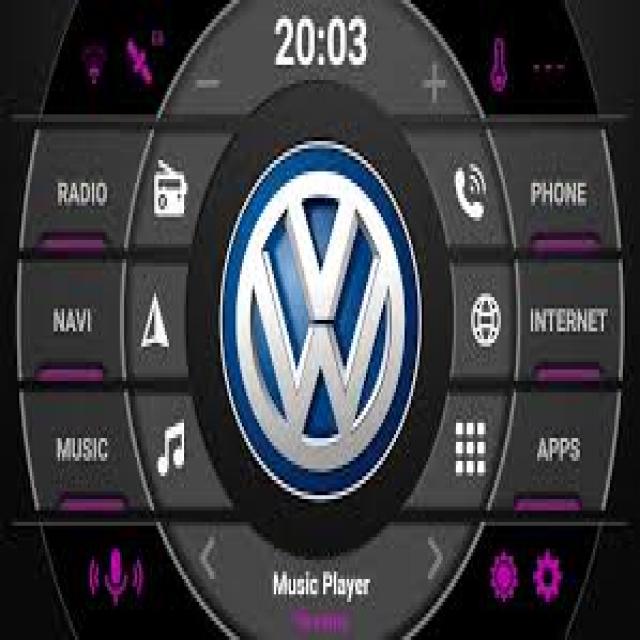 20:03
RADIO
PHONE
NAVI
INTERNET
MUSIC
APPS
Music Player